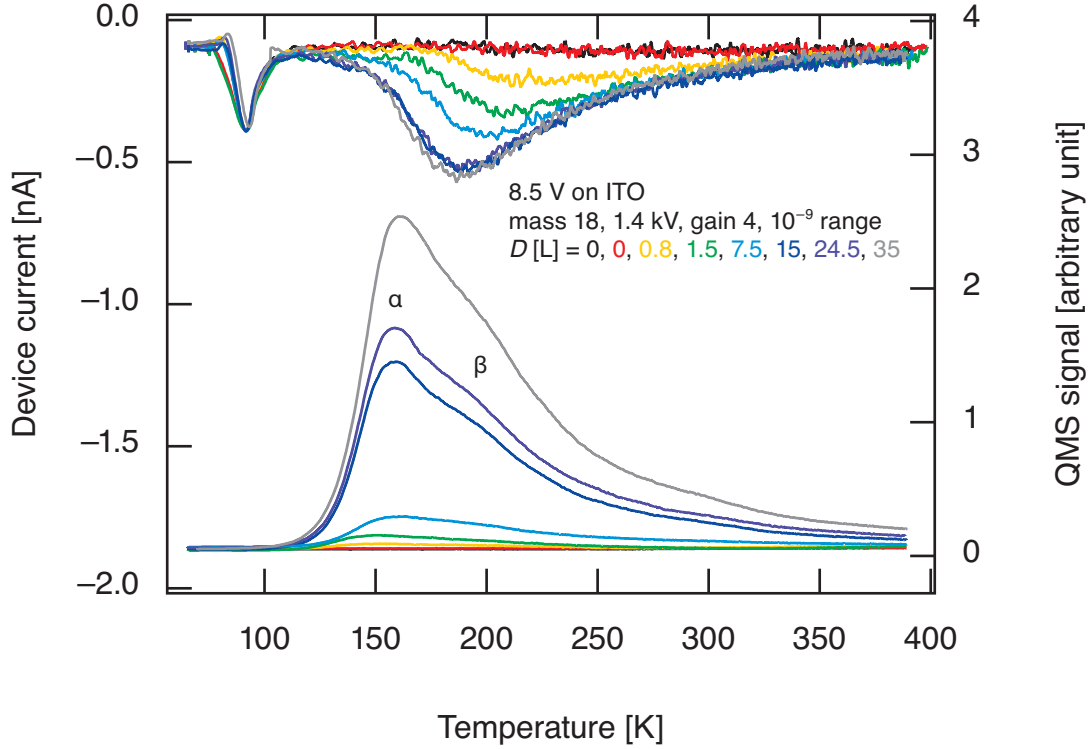 0.0
−0.5
−1.0
−1.5
−2.0
Device current [nA]
4
3
2
1
0
QMS signal [arbitrary unit]
8.5 V on ITO
mass 18, 1.4 kV, gain 4, 10⁻⁹ range
D [L] = 0, 0, 0.8, 1.5, 7.5, 15, 24.5, 35
α
β
100 150 200 250 300 350 400
Temperature [K]